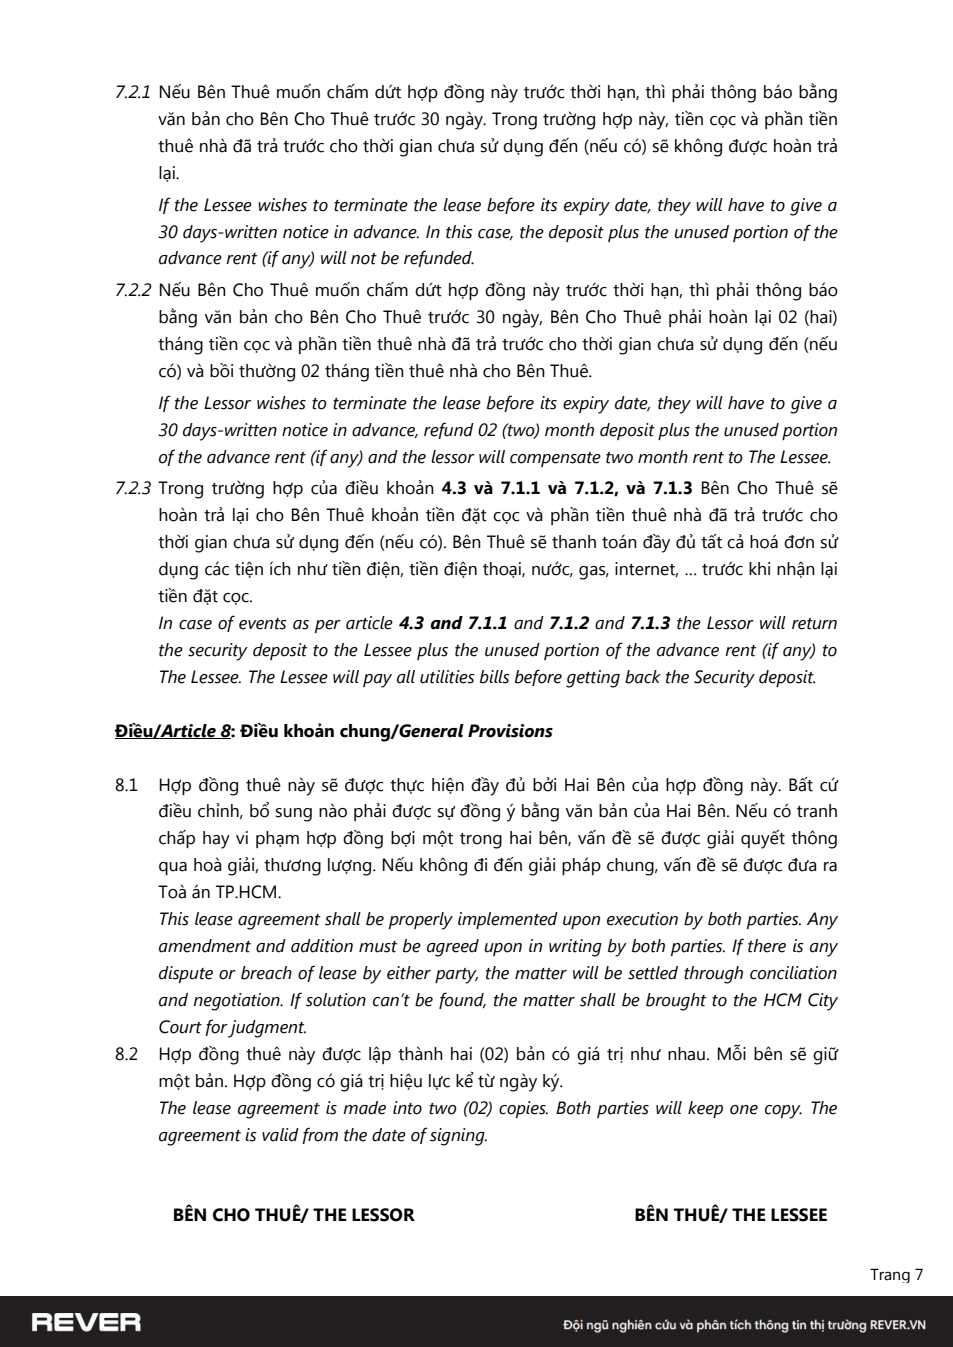 7.2.1 Nếu Bên Thuê muốn chấm dứt hợp đồng này trước thời hạn, thì phải thông báo bằng
văn bản cho Bên Cho Thuê trước 30 ngày. Trong trường hợp này, tiền cọc và phần tiền
thuê nhà đã trả trước cho thời gian chưa sử dụng đến (nếu có) sẽ không được hoàn trả
lại.
If the Lessee wishes to terminate the lease before its expiry date, they will have to give a
30 days-written notice in advance. In this case, the deposit plus the unused portion of the
advance rent (if any) will not be refunded.
7.2.2 Nếu Bên Cho Thuê muốn chấm dứt hợp đồng này trước thời hạn, thì phải thông báo
bằng văn bản cho Bên Cho Thuê trước 30 ngày, Bên Cho Thuê phải hoàn lại 02 (hai)
tháng tiền cọc và phần tiền thuê nhà đã trả trước cho thời gian chưa sử dụng đến (nếu
có) và bồi thường 02 tháng tiền thuê nhà cho Bên Thuê.
If the Lessor wishes to terminate the lease before its expiry date, they will have to give a
30 days-written notice in advance, refund 02 (two) month deposit plus the unused portion
of the advance rent (if any) and the lessor will compensate two month rent to The Lessee.
7.2.3 Trong trường hợp của điều khoản 4.3 và 7.1.1 và 7.1.2, và 7.1.3 Bên Cho Thuê sẽ
hoàn trả lại cho Bên Thuê khoản tiền đặt cọc và phần tiền thuê nhà đã trả trước cho
thời gian chưa sử dụng đến (nếu có). Bên Thuê sẽ thanh toán đầy đủ tất cả hoá đơn sử
dụng các tiện ích như tiền điện, tiền điện thoại, nước, gas, internet, … trước khi nhận lại
tiền đặt cọc.
In case of events as per article 4.3 and 7.1.1 and 7.1.2 and 7.1.3 the Lessor will return
the security deposit to the Lessee plus the unused portion of the advance rent (if any) to
The Lessee. The Lessee will pay all utilities bills before getting back the Security deposit.
Điều/Article 8: Điều khoản chung/General Provisions
8.1 Hợp đồng thuê này sẽ được thực hiện đầy đủ bởi Hai Bên của hợp đồng này. Bất cứ
điều chỉnh, bổ sung nào phải được sự đồng ý bằng văn bản của Hai Bên. Nếu có tranh
chấp hay vi phạm hợp đồng bợi một trong hai bên, vấn đề sẽ được giải quyết thông
qua hoà giải, thương lượng. Nếu không đi đến giải pháp chung, vấn đề sẽ được đưa ra
Toà án TP.HCM.
This lease agreement shall be properly implemented upon execution by both parties. Any
amendment and addition must be agreed upon in writing by both parties. If there is any
dispute or breach of lease by either party, the matter will be settled through conciliation
and negotiation. If solution can’t be found, the matter shall be brought to the HCM City
Court for judgment.
8.2 Hợp đồng thuê này được lập thành hai (02) bản có giá trị như nhau. Mỗi bên sẽ giữ
một bản. Hợp đồng có giá trị hiệu lực kể từ ngày ký.
The lease agreement is made into two (02) copies. Both parties will keep one copy. The
agreement is valid from the date of signing.
BÊN CHO THUÊ/ THE LESSOR BÊN THUÊ/ THE LESSEE
Trang 7
REVER Đội ngũ nghiên cứu và phân tích thông tin thị trường REVER.VN